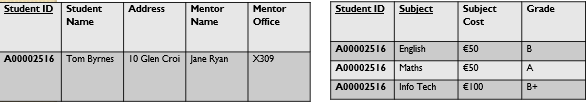 Student ID Student Name Address Mentor Name Mentor Office
A00002516 Tom Byrnes 10 Glen Croi Jane Ryan X309
Student ID Subject Subject Cost Grade
A00002516 English €50 B
A00002516 Maths €50 A
A00002516 Info Tech €100 B+